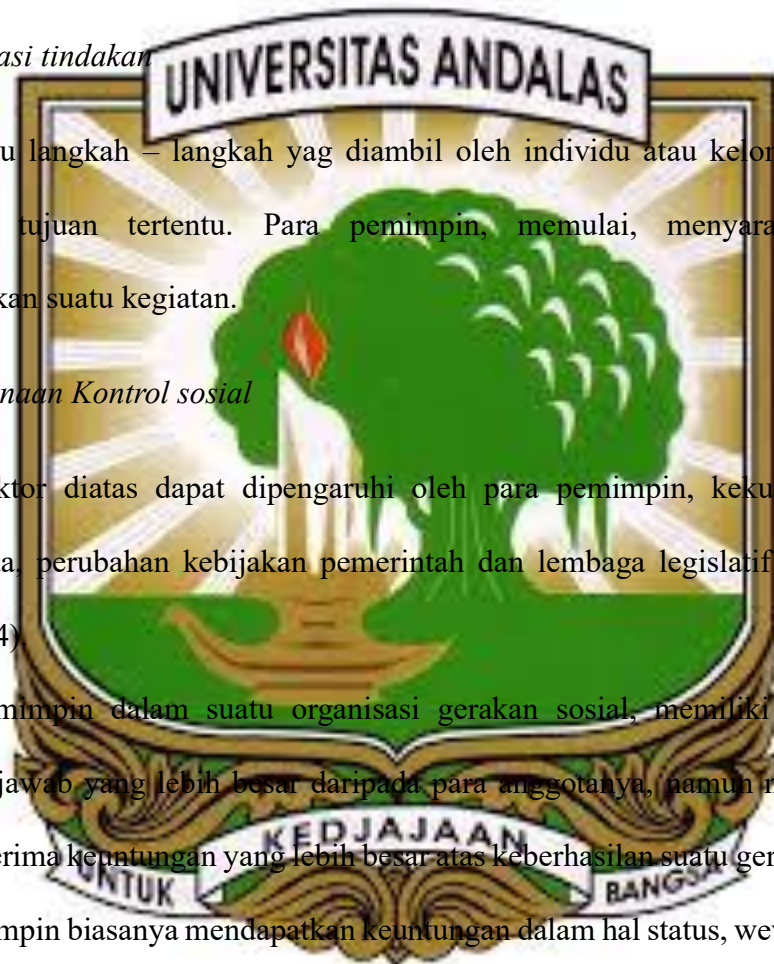 asi tindakan
UNIVERSITAS ANDALAS
u langkah – langkah yag diambil oleh individu atau kelom
tujuan tertentu. Para pemimpin, memulai, menyara
kan suatu kegiatan.
naan Kontrol sosial
ktor diatas dapat dipengaruhi oleh para pemimpin, keku
a, perubahan kebijakan pemerintah dan lembaga legislatif
4).
mimpin dalam suatu organisasi gerakan sosial, memiliki
jawab yang lebih besar daripada para anggotanya, namun
erima keuntungan yang lebih besar atas keberhasilan suatu ger
mpin biasanya mendapatkan keuntungan dalam hal status, wew
UNTUK KEDJAJAAN BANGSA